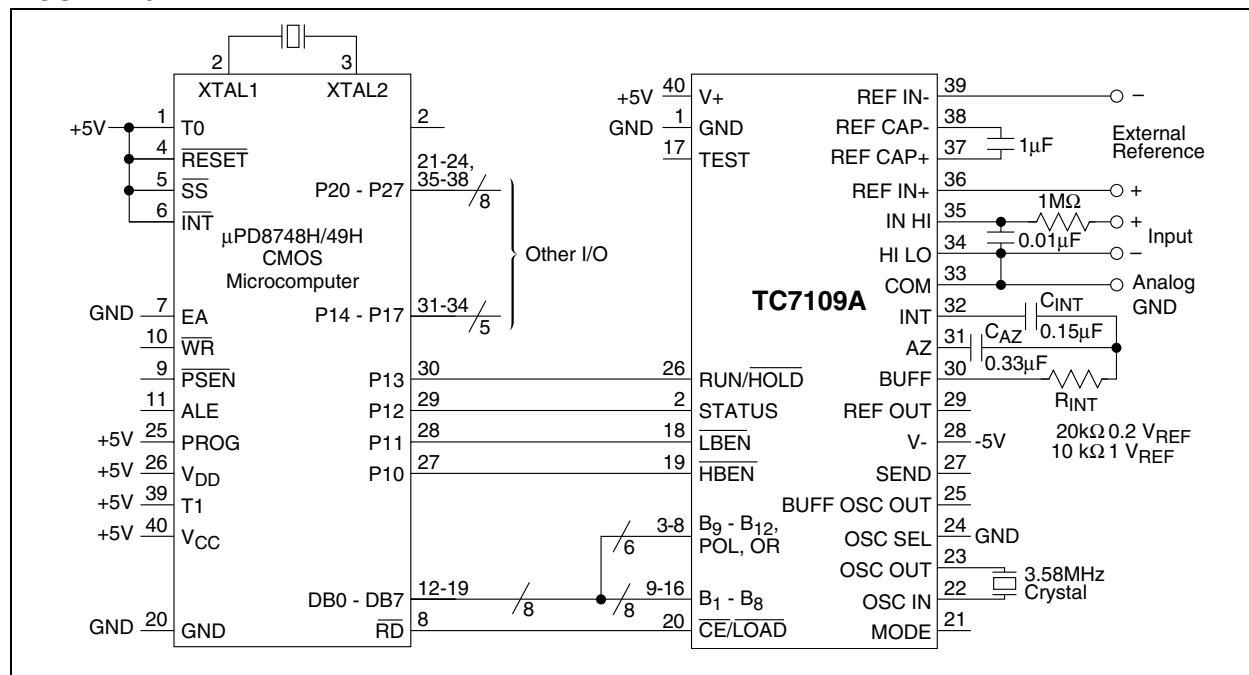 2
3
XTAL1
XTAL2
+5V
1
T0
4
RESET
5
SS
6
INT
µPD8748H/49H
CMOS
Microcomputer
GND
7
EA
10
WR
9
PSEN
11
ALE
+5V
25
PROG
+5V
26
VDD
+5V
39
T1
+5V
40
VCC
GND
20
GND
2
21-24,
35-38
P20 - P27
8
Other I/O
31-34
P14 - P17
5
P13
30
P12
29
P11
28
P10
27
12-19
DB0 - DB7
8
RD
8
6
8
+5V
40
V+
GND
1
GND
17
TEST
TC7109A
26
RUN/HOLD
2
STATUS
18
LBEN
19
HBEN
3-8
B9 - B12,
POL, OR
9-16
B1 - B8
20
CE/LOAD
REF IN-
39
–
REF CAP-
38
1µF
REF CAP+
37
External
Reference
REF IN+
36
+
1MΩ
IN HI
35
+
0.01µF
Input
HI LO
34
–
COM
33
Analog
GND
INT
32
CINT
0.15µF
AZ
31
CAZ
0.33µF
BUFF
30
RINT
REF OUT
29
20kΩ 0.2 VREF
10 kΩ 1 VREF
V-
28
-5V
SEND
27
BUFF OSC OUT
25
OSC SEL
24
GND
OSC OUT
23
3.58MHz
Crystal
OSC IN
22
MODE
21